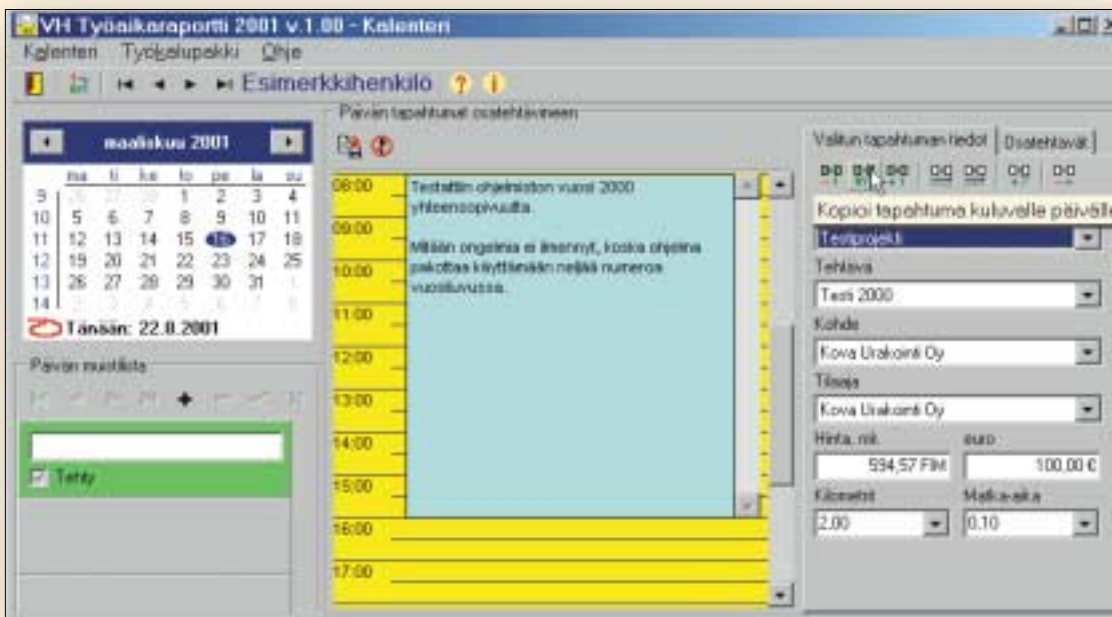 VH Työaikaraportti 2001 v.1.00 - Kalenteri
Kalenteri Työkalupakki Ohje
Esimerkkihenkilö ? i
Päivän tapahtumat osatehtävineen
maaliskuu 2001
ma ti ke to pe la su
9 26 27 28 1 2 3 4
10 5 6 7 8 9 10 11
11 12 13 14 15 16 17 18
12 19 20 21 22 23 24 25
13 26 27 28 29 30 31 1
14 2 3 4 5 6 7 8
Tänään: 22.8.2001
Päivän muistilista
Tehty
08:00
09:00
10:00
11:00
12:00
13:00
14:00
15:00
16:00
17:00
Testattiin ohjelmiston vuosi 2000
yhteensopivuutta.
Mitään ongelmia ei ilmennyt, koska ohjelma
pakottaa käyttämään neljää numeroa
vuosiluvussa.
Valitun tapahtuman tiedot Osatehtävät
Kopioi tapahtuma kuluvalle päivälle
Testiprojekti
Tehtävä
Testi 2000
Kohde
Kova Urakointi Oy
Tilaaja
Kova Urakointi Oy
Hinta, mk euro
594,57 FIM 100,00 €
Kilometrit Matka-aika
2.00 0.10